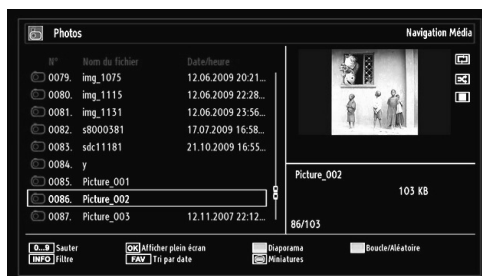 Photos
Navigation Média
N° Nom du fichier Date/heure
0079. img_1075 12.06.2009 20:21...
0080. img_1115 12.06.2009 22:28...
0081. img_1131 12.06.2009 23:56...
0082. s8000381 17.07.2009 16:58...
0083. sdc11181 21.10.2009 16:55...
0084. y
0085. Picture_001
0086. Picture_002
0087. Picture_003 12.11.2007 22:12...
Picture_002
103 KB
86/103
0...9 Sauter OK Afficher plein écran Diaporama Boucle/Aléatoire
INFO Filtre FAV Tri par date Miniatures